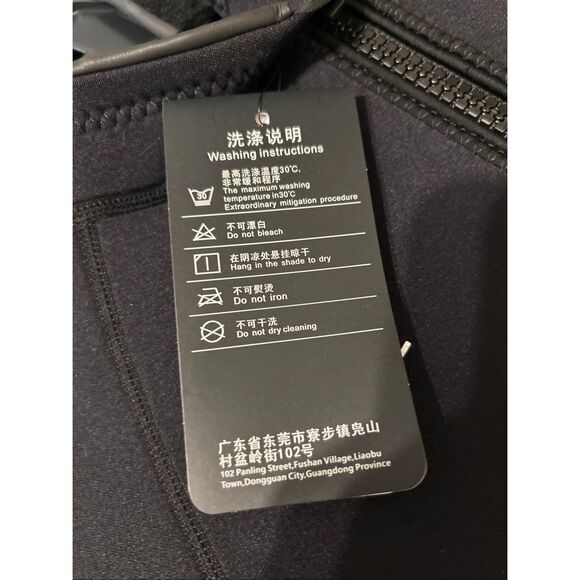 洗涤说明
Washing instructions
最高洗涤温度30℃,
非常缓和程序
30
The maximum washing
temperature in30℃
Extraordinary mitigation procedure
不可漂白
Do not bleach
在阴凉处悬挂晾干
Hang in the shade to dry
不可熨烫
Do not iron
不可干洗
Do not dry cleaning
广东省东莞市寮步镇凫山
村盆岭街102号
102 Panling Street,Fushan Village,Liaobu
Town,Dongguan City,Guangdong Province